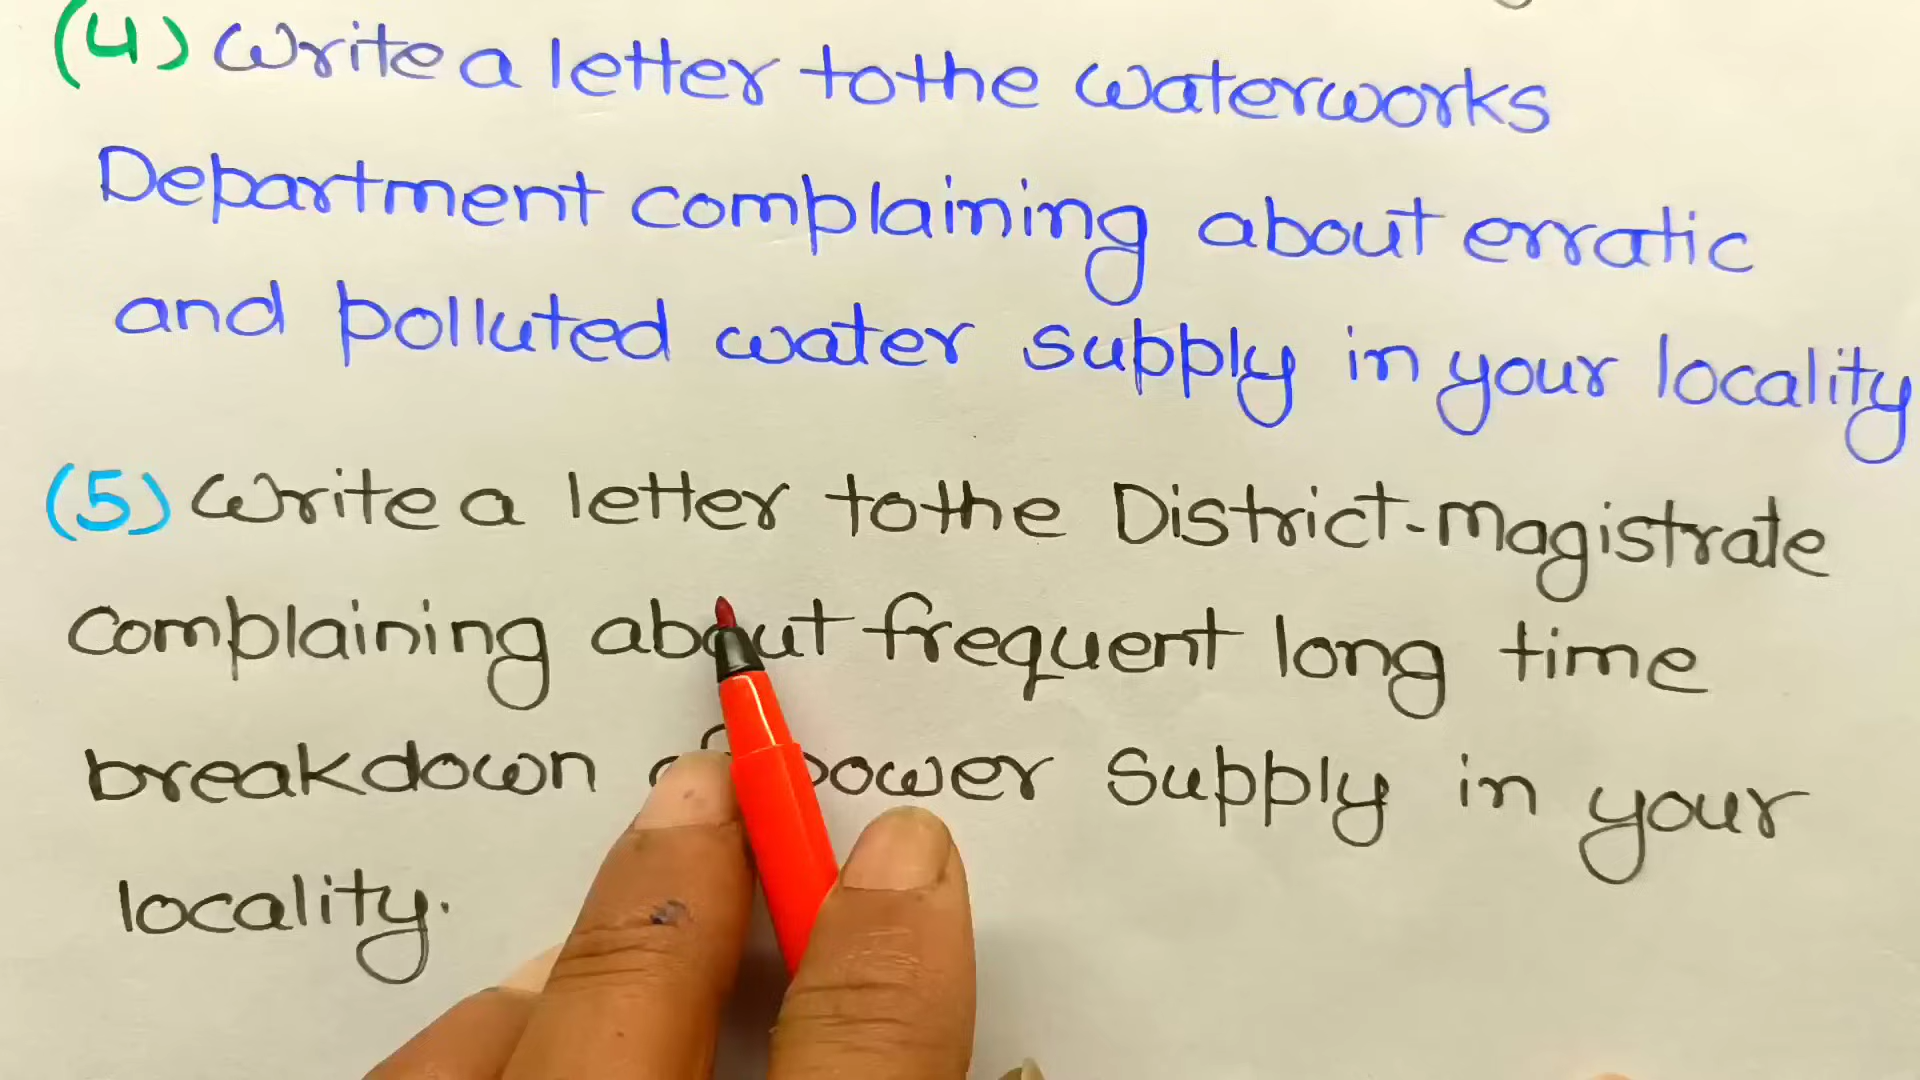 (4) Write a letter to the Waterworks
Department complaining about erratic
and polluted water supply in your locality
(5) Write a letter to the District-Magistrate
complaining about frequent long time
breakdown power supply in your
locality.